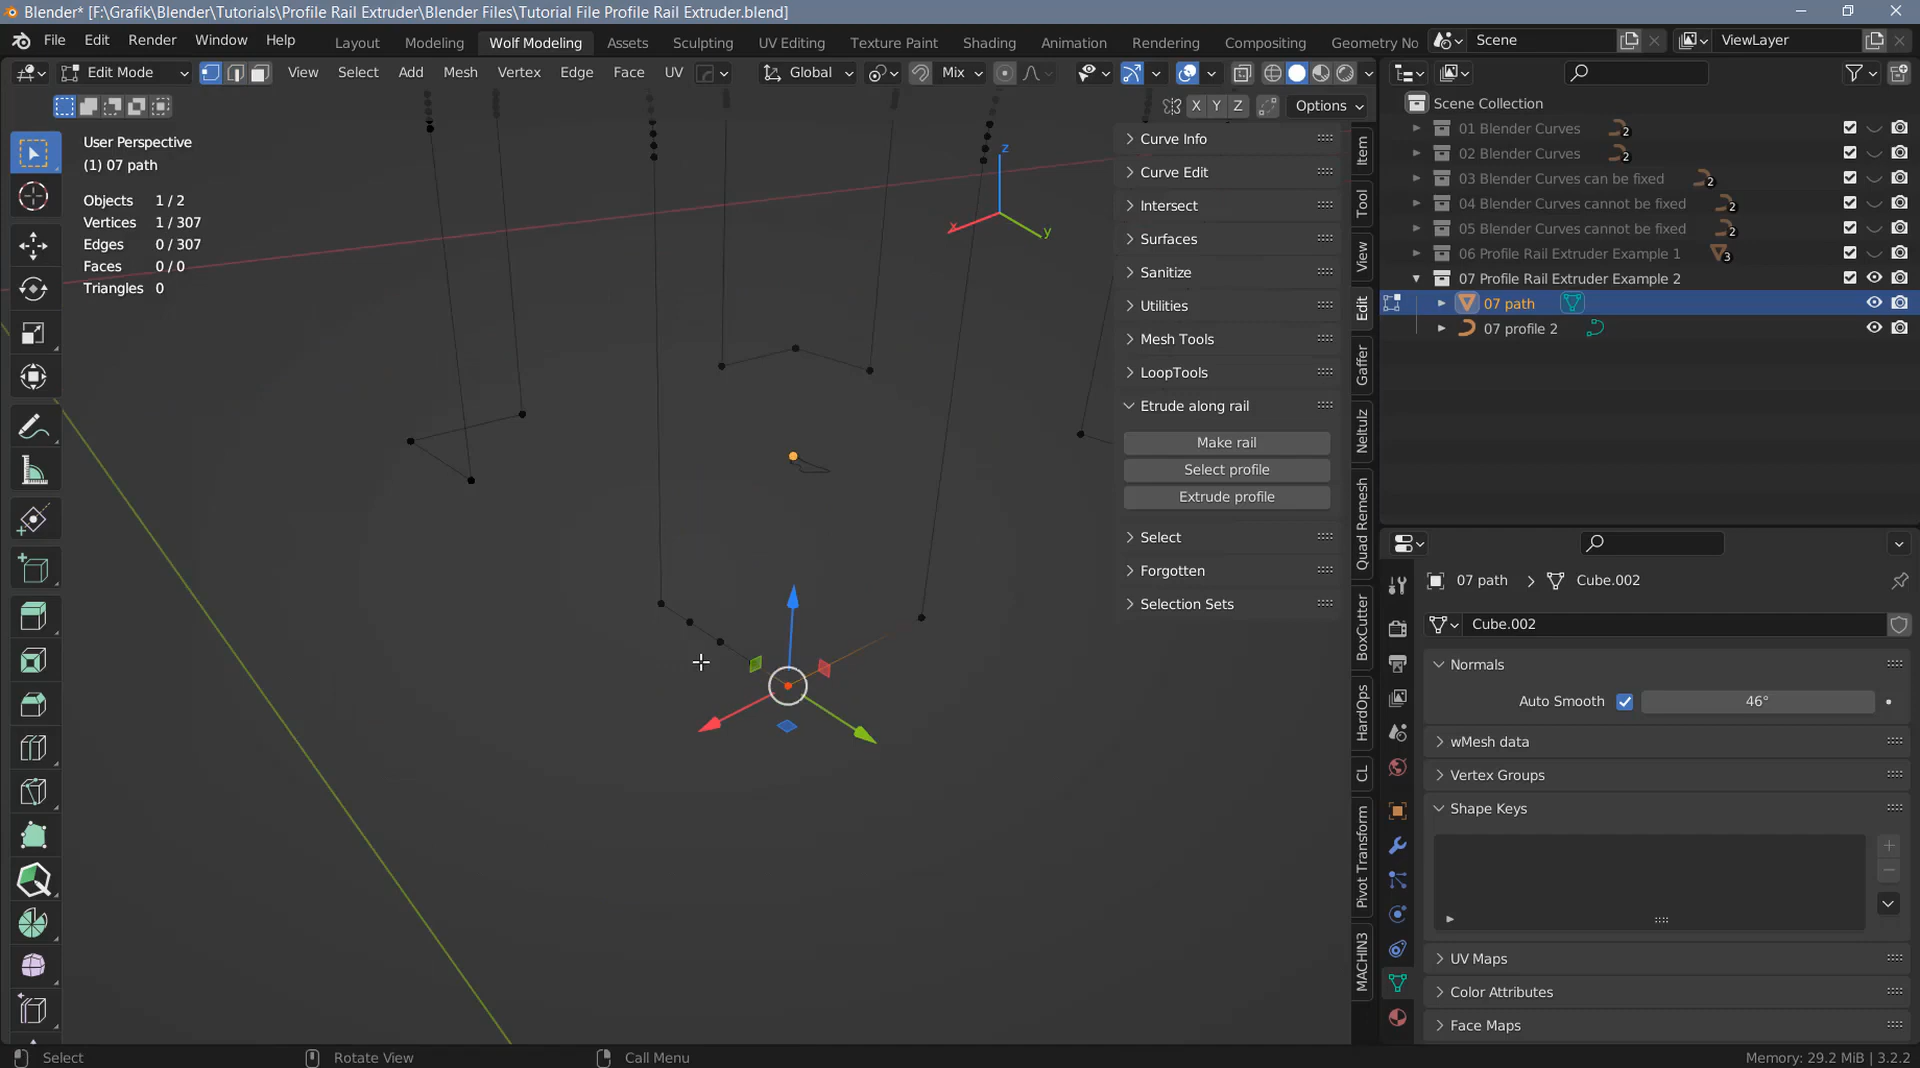 Blender* [F:\Grafik\Blender\Tutorials\Profile Rail Extruder\Blender Files\Tutorial File Profile Rail Extruder.blend]
File Edit Render Window Help Layout Modeling Wolf Modeling Assets Sculpting UV Editing Texture Paint Shading Animation Rendering Compositing Geometry No Scene ViewLayer
Edit Mode View Select Add Mesh Vertex Edge Face UV Global Mix
X Y Z Options
User Perspective
(1) 07 path
Objects 1 / 2
Vertices 1 / 307
Edges 0 / 307
Faces 0 / 0
Triangles 0
z
x
y
Curve Info
Curve Edit
Intersect
Surfaces
Sanitize
Utilities
Mesh Tools
LoopTools
Etrude along rail
Make rail
Select profile
Extrude profile
Select
Forgotten
Selection Sets
Item
Tool
View
Edit
Gaffer
Neltulz
Quad Remesh
BoxCutter
HardOps
CL
Pivot Transform
MACHIN3
Scene Collection
01 Blender Curves 2
02 Blender Curves 2
03 Blender Curves can be fixed 2
04 Blender Curves cannot be fixed 2
05 Blender Curves cannot be fixed 2
06 Profile Rail Extruder Example 1 3
07 Profile Rail Extruder Example 2
07 path
07 profile 2
07 path Cube.002
Cube.002
Normals
Auto Smooth 46°
wMesh data
Vertex Groups
Shape Keys
UV Maps
Color Attributes
Face Maps
Select Rotate View Call Menu Memory: 29.2 MiB | 3.2.2